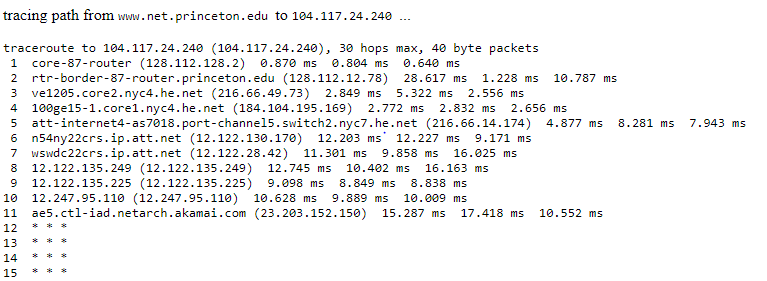 tracing path from www.net.princeton.edu to 104.117.24.240 ...
traceroute to 104.117.24.240 (104.117.24.240), 30 hops max, 40 byte packets
1 core-87-router (128.112.128.2) 0.870 ms 0.804 ms 0.640 ms
2 rtr-border-87-router.princeton.edu (128.112.12.78) 28.617 ms 1.228 ms 10.787 ms
3 ve1205.core2.nyc4.he.net (216.66.49.73) 2.849 ms 5.322 ms 2.556 ms
4 100ge15-1.core1.nyc4.he.net (184.104.195.169) 2.772 ms 2.832 ms 2.656 ms
5 att-internet4-as7018.port-channel5.switch2.nyc7.he.net (216.66.14.174) 4.877 ms 8.281 ms 7.943 ms
6 n54ny22crs.ip.att.net (12.122.130.170) 12.203 ms 12.227 ms 9.171 ms
7 wswdc22crs.ip.att.net (12.122.28.42) 11.301 ms 9.858 ms 16.025 ms
8 12.122.135.249 (12.122.135.249) 12.745 ms 10.402 ms 16.163 ms
9 12.122.135.225 (12.122.135.225) 9.098 ms 8.849 ms 8.838 ms
10 12.247.95.110 (12.247.95.110) 10.628 ms 9.889 ms 10.009 ms
11 ae5.ctl-iad.netarch.akamai.com (23.203.152.150) 15.287 ms 17.418 ms 10.552 ms
12 * * *
13 * * *
14 * * *
15 * * *